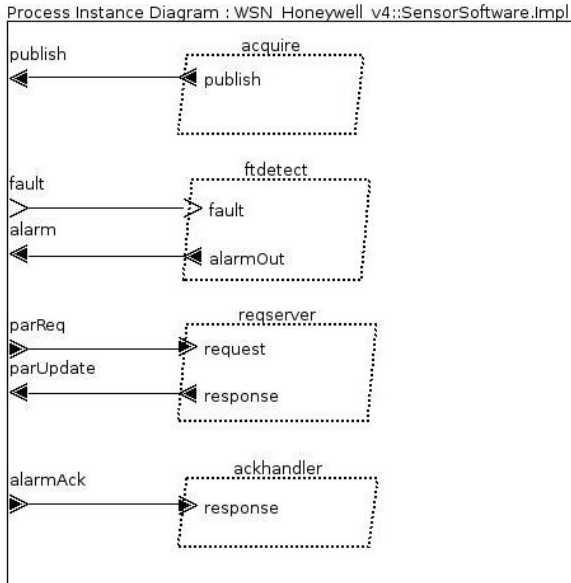 Process Instance Diagram : WSN_Honeywell_v4::SensorSoftware.Impl
acquire
publish
publish
ftdetect
fault
fault
alarm
alarmOut
reqserver
parReq
request
parUpdate
response
ackhandler
alarmAck
response